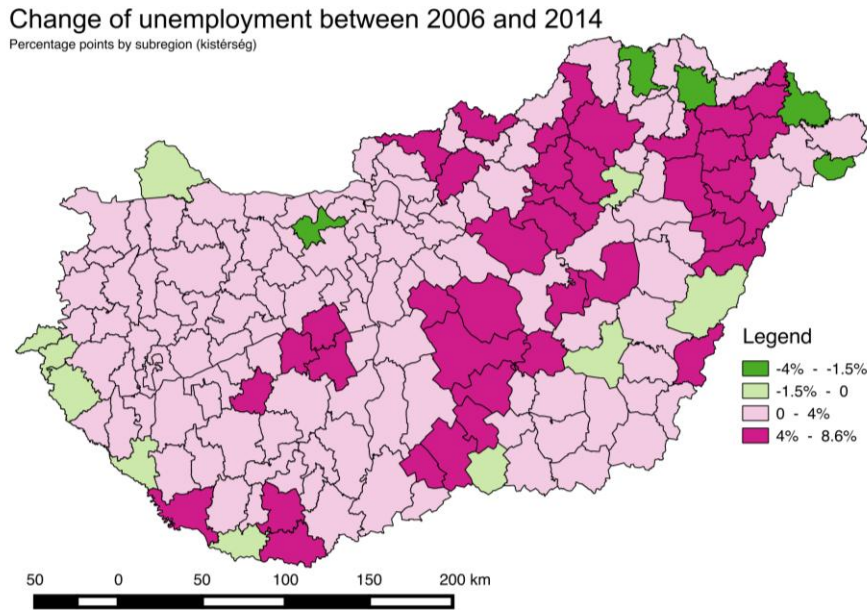 Change of unemployment between 2006 and 2014
Percentage points by subregion (kistérség)
Legend
-4% - -1.5%
-1.5% - 0
0 - 4%
4% - 8.6%
50 0 50 100 150 200 km